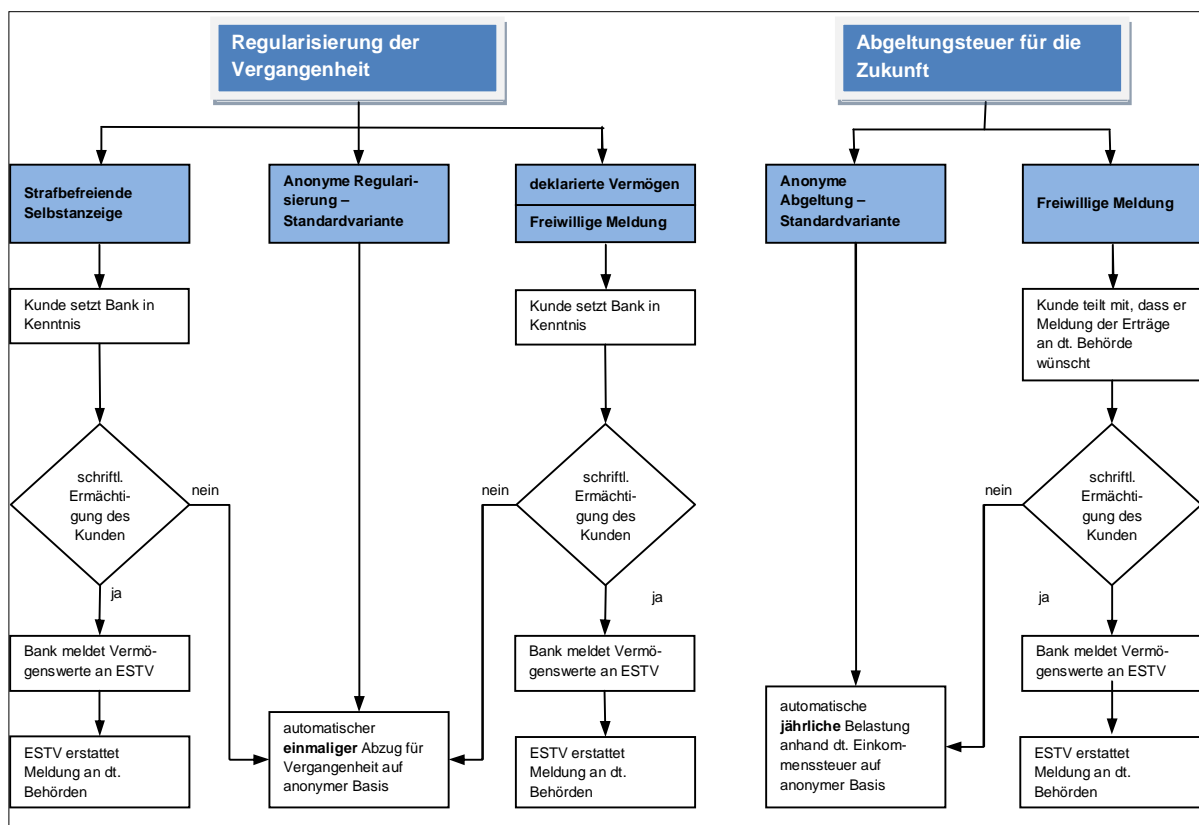 Regularisierung der
Vergangenheit
Abgeltungsteuer für die
Zukunft
Strafbefreiende
Selbstanzeige
Anonyme Regulari-
sierung –
Standardvariante
deklarierte Vermögen
Freiwillige Meldung
Anonyme
Abgeltung –
Standardvariante
Freiwillige Meldung
Kunde setzt Bank in
Kenntnis
Kunde setzt Bank in
Kenntnis
Kunde teilt mit, dass er
Meldung der Erträge
an dt. Behörde
wünscht
schriftl.
Ermächti-
gung des
Kunden
nein
ja
schriftl.
Ermächti-
gung des
Kunden
nein
ja
schriftl.
Ermächti-
gung des
Kunden
nein
ja
Bank meldet Vermö-
genswerte an ESTV
Bank meldet Vermö-
genswerte an ESTV
Bank meldet Vermö-
genswerte an ESTV
ESTV erstattet
Meldung an dt.
Behörden
automatischer
einmaliger Abzug für
Vergangenheit auf
anonymer Basis
ESTV erstattet
Meldung an dt.
Behörden
automatische
jährliche Belastung
anhand dt. Einkom-
menssteuer auf
anonymer Basis
ESTV erstattet
Meldung an dt.
Behörden